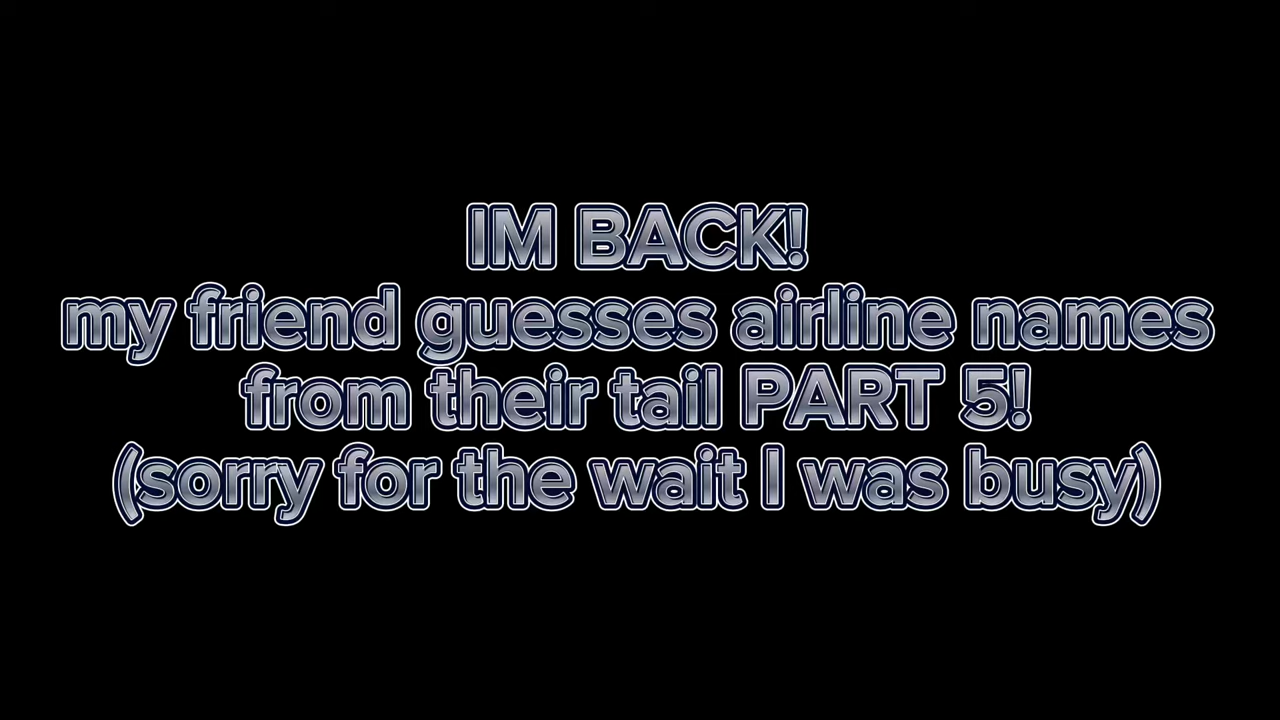 IM BACK!
my friend guesses airline names
from their tail PART 5!
(sorry for the wait I was busy)